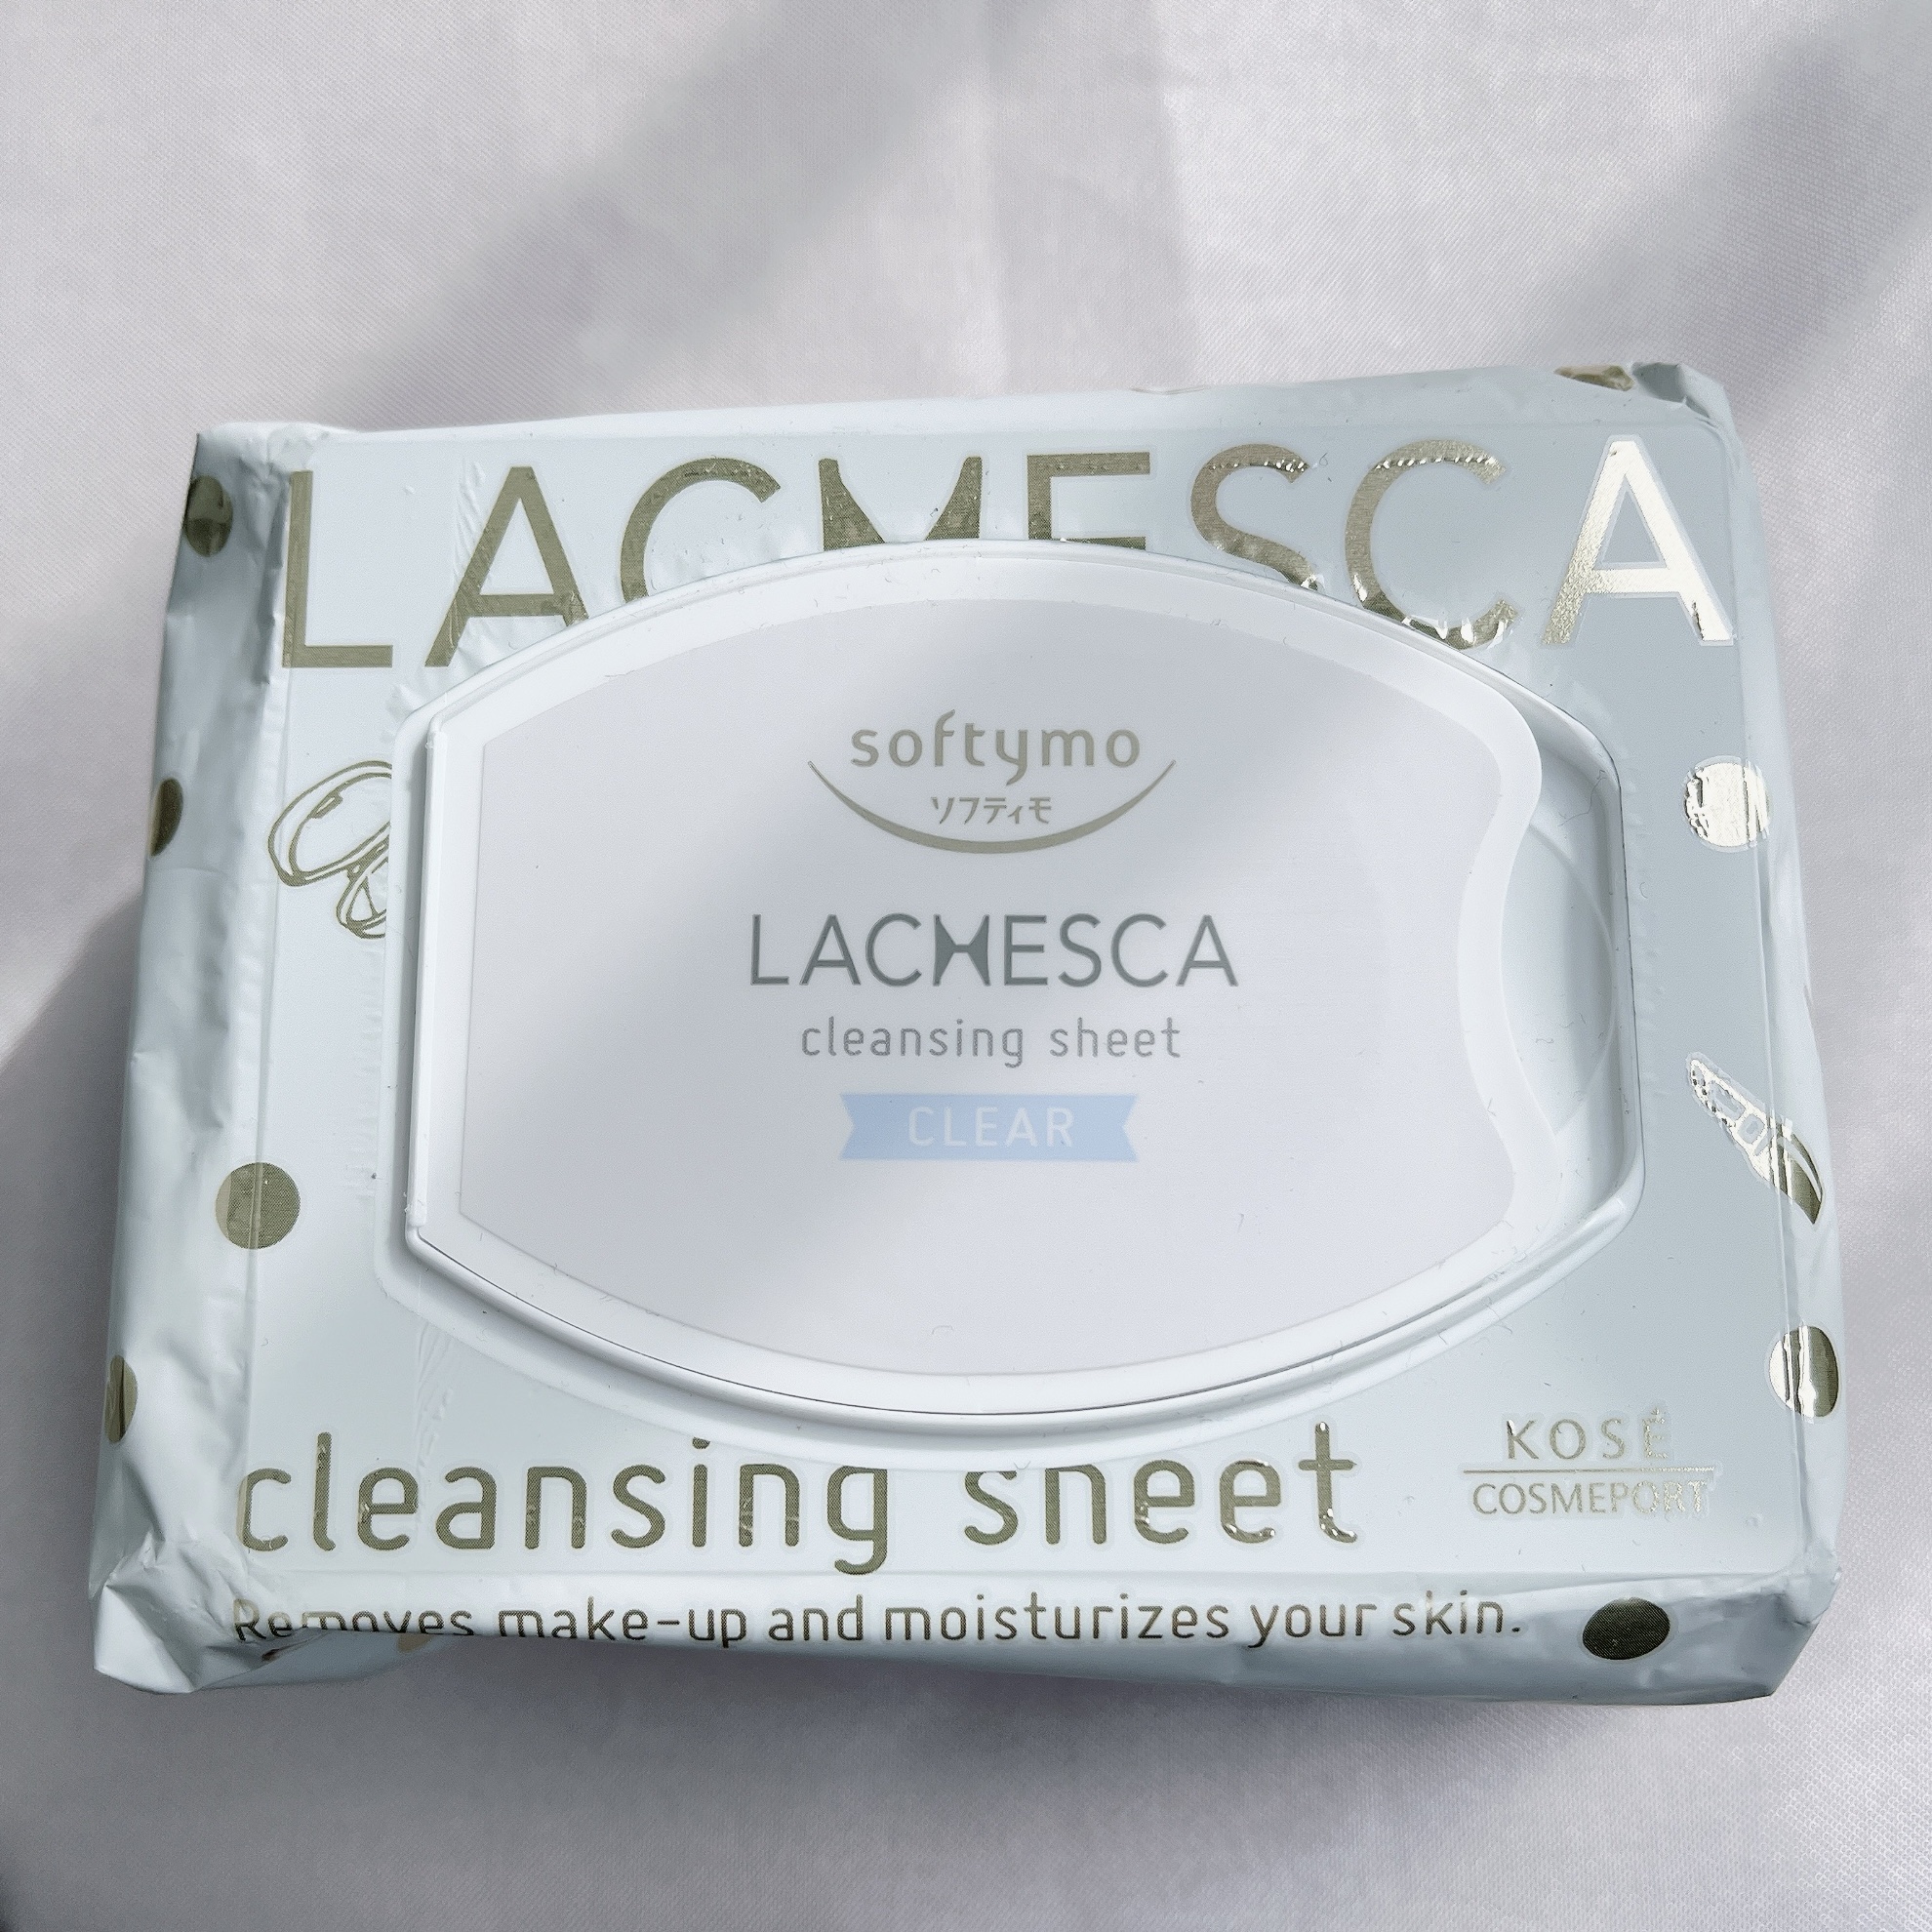 LACHESCA
softymo
ソフティモ
LACHESCA
cleansing sheet
CLEAR
cleansing sheet
KOSÉ
COSMEPORT
Removes make-up and moisturizes your skin.